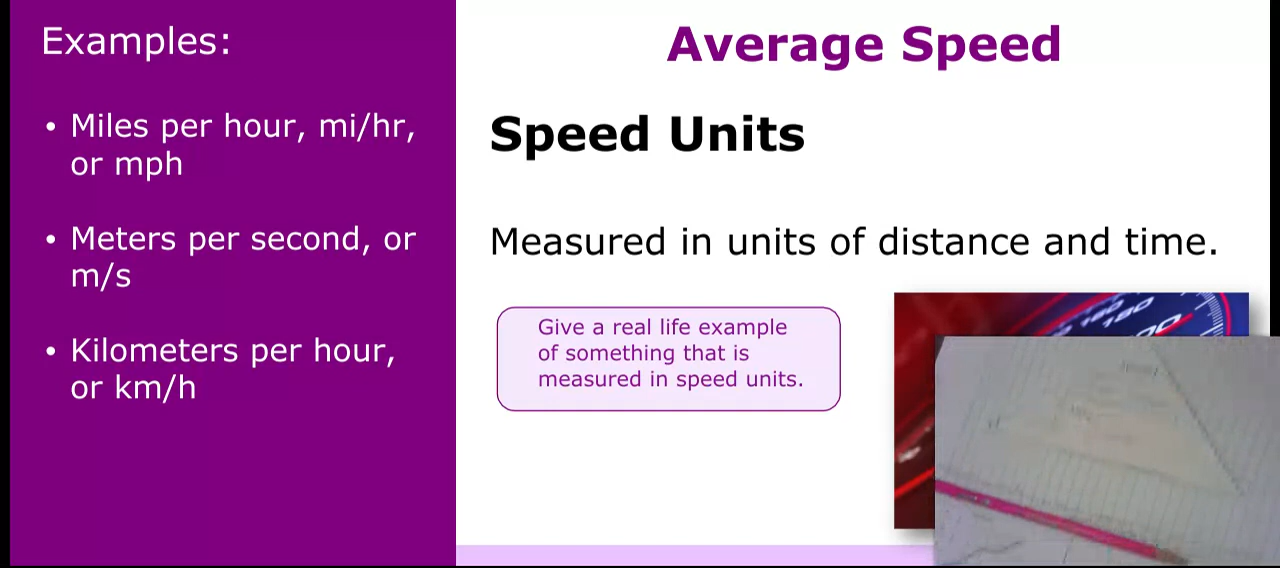 Examples:
• Miles per hour, mi/hr,
or mph
• Meters per second, or
m/s
• Kilometers per hour,
or km/h
Average Speed
Speed Units
Measured in units of distance and time.
Give a real life example
of something that is
measured in speed units.
160
180